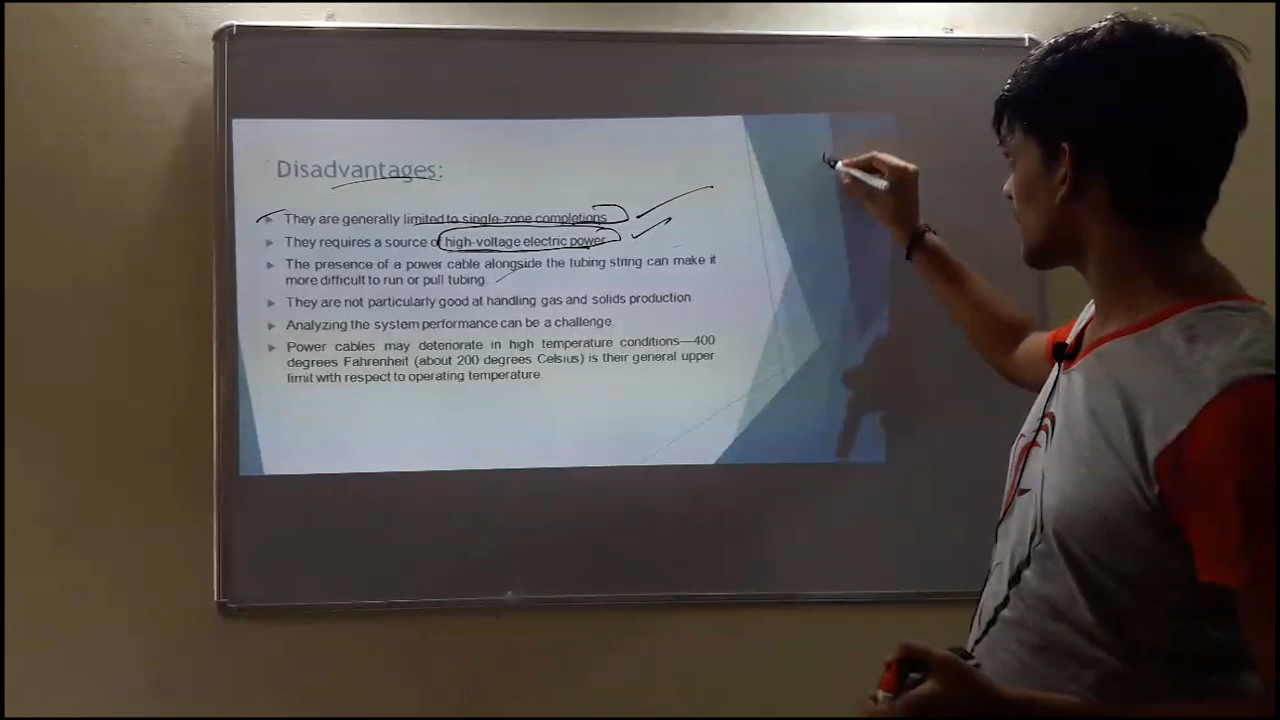 Disadvantages:
They are generally limited to single-zone completions
They requires a source of high-voltage electric power
The presence of a power cable alongside the tubing string can make it
more difficult to run or pull tubing.
They are not particularly good at handling gas and solids production.
Analyzing the system performance can be a challenge.
Power cables may deteriorate in high temperature conditions—400
degrees Fahrenheit (about 200 degrees Celsius) is their general upper
limit with respect to operating temperature.